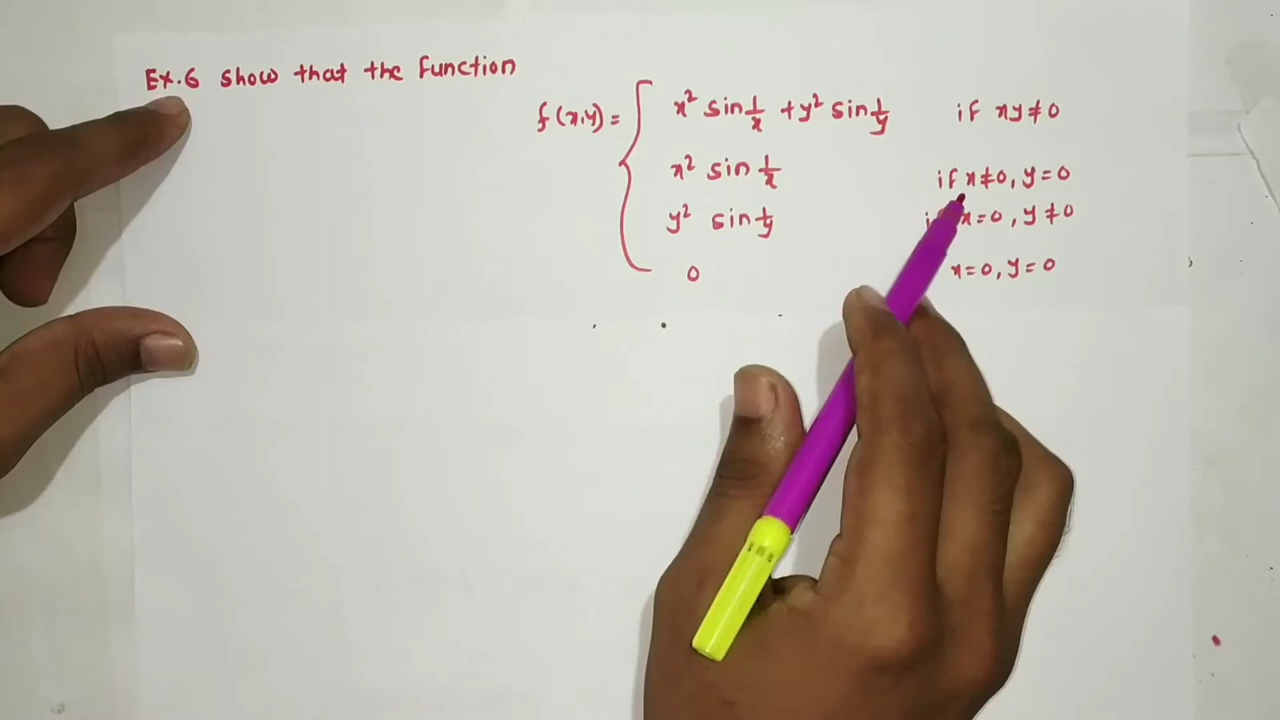 Ex.6 show that the function
f(x,y) = x² sin 1/x + y² sin 1/y if xy≠0
x² sin 1/x if x≠0, y=0
y² sin 1/y if x=0, y≠0
0 x=0, y=0